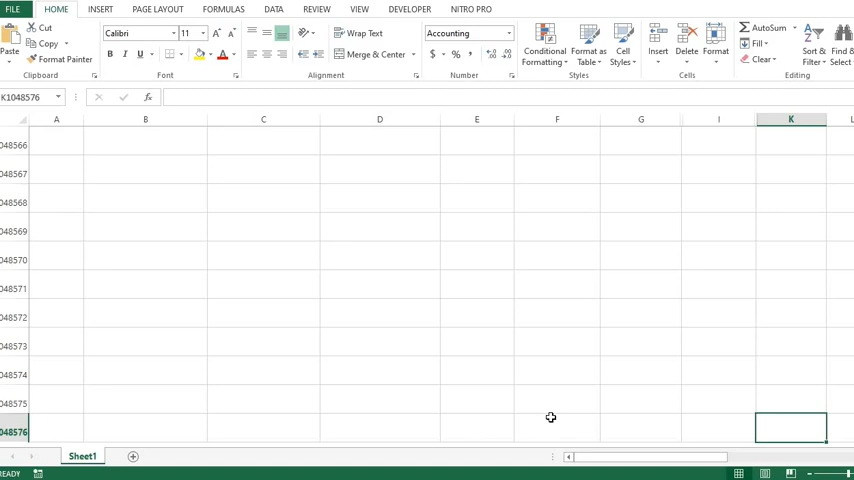 FILE HOME INSERT PAGE LAYOUT FORMULAS DATA REVIEW VIEW DEVELOPER NITRO PRO
Cut
Copy
Paste
Format Painter
Clipboard
Calibri 11
B I U
Font
Wrap Text
Merge & Center
Alignment
Accounting
$ % ,
Number
Conditional Formatting
Format as Table
Cell Styles
Styles
Insert Delete Format
Cells
AutoSum
Fill
Clear
Sort & Filter
Find Select
Editing
K1048576 fx
A B C D E F G I K L
048566
048567
048568
048569
048570
048571
048572
048573
048574
048575
048576
Sheet1
READY